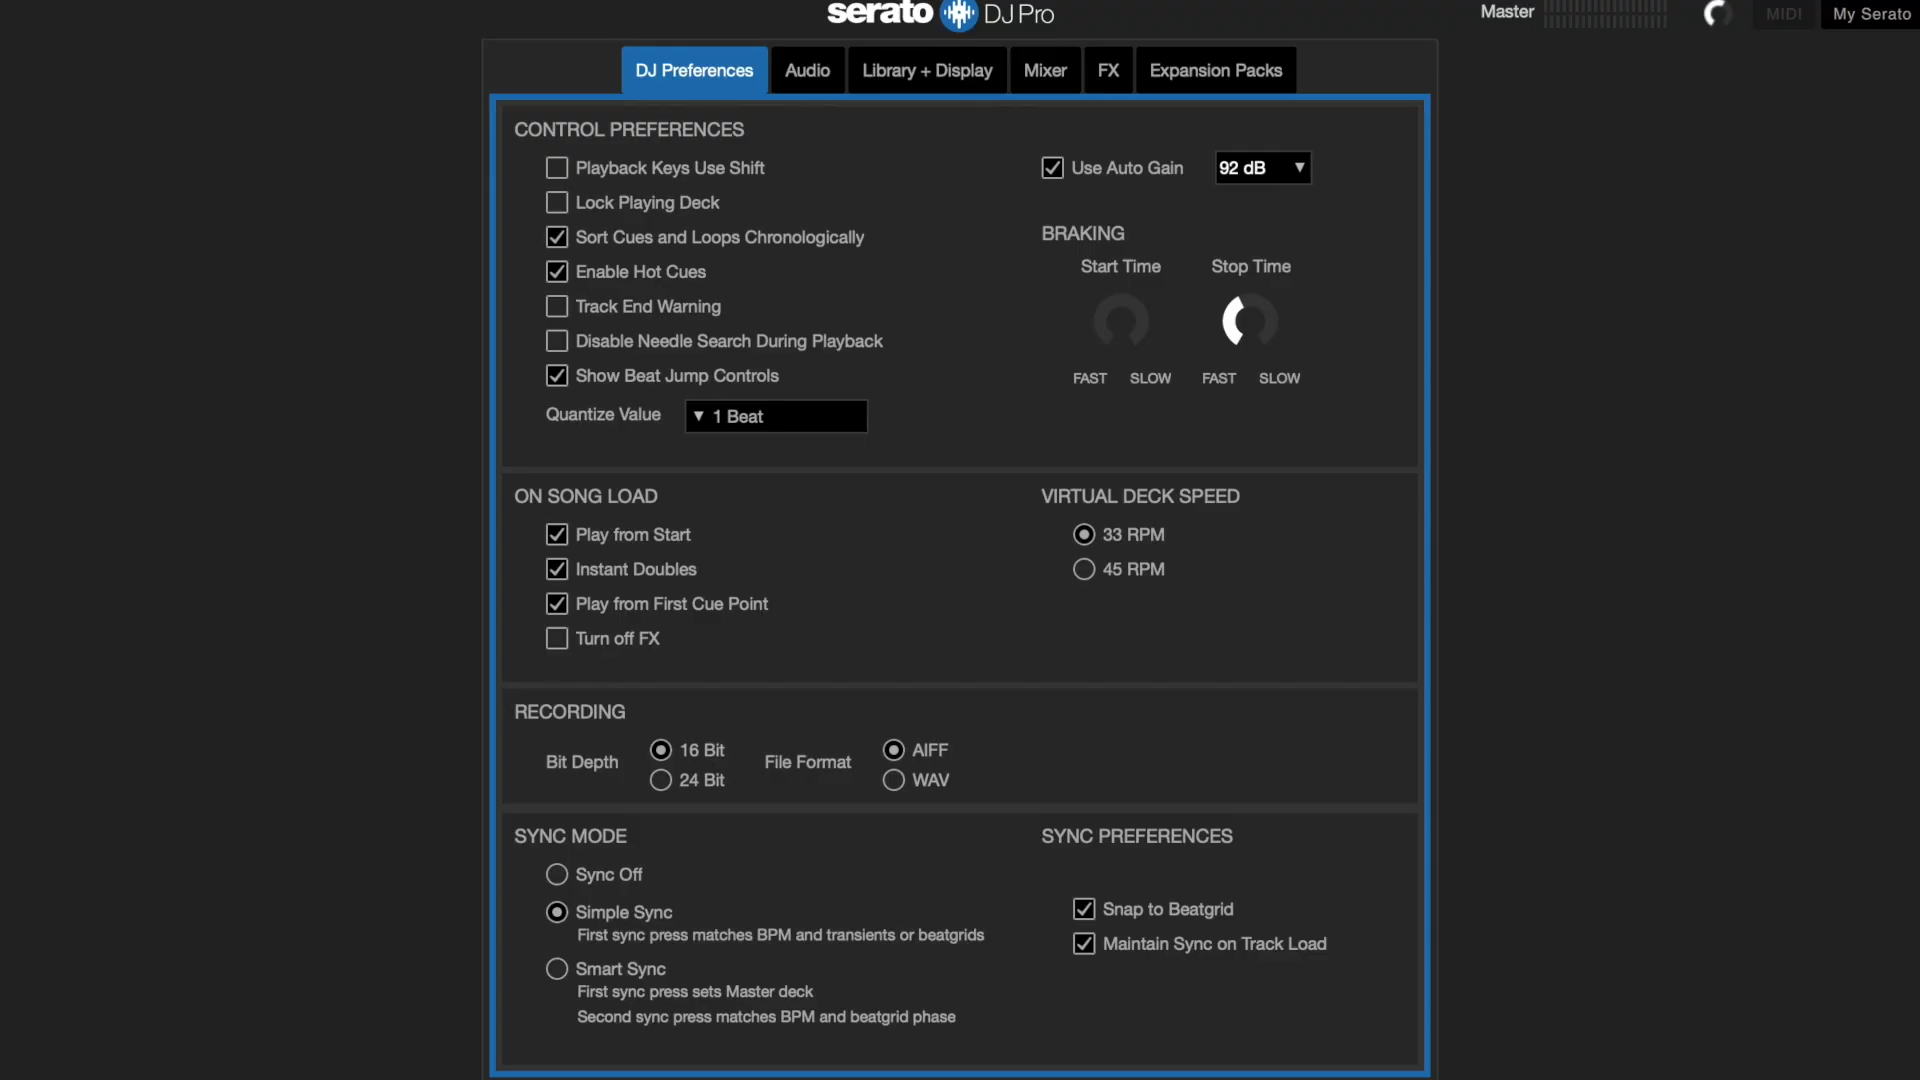 serato DJ Pro
Master
MIDI
My Serato
DJ Preferences
Audio
Library + Display
Mixer
FX
Expansion Packs
CONTROL PREFERENCES
Playback Keys Use Shift
Lock Playing Deck
Sort Cues and Loops Chronologically
Enable Hot Cues
Track End Warning
Disable Needle Search During Playback
Show Beat Jump Controls
Quantize Value
1 Beat
Use Auto Gain
92 dB
BRAKING
Start Time
Stop Time
FAST SLOW
FAST SLOW
ON SONG LOAD
Play from Start
Instant Doubles
Play from First Cue Point
Turn off FX
VIRTUAL DECK SPEED
33 RPM
45 RPM
RECORDING
Bit Depth
16 Bit
24 Bit
File Format
AIFF
WAV
SYNC MODE
Sync Off
Simple Sync
First sync press matches BPM and transients or beatgrids
Smart Sync
First sync press sets Master deck
Second sync press matches BPM and beatgrid phase
SYNC PREFERENCES
Snap to Beatgrid
Maintain Sync on Track Load